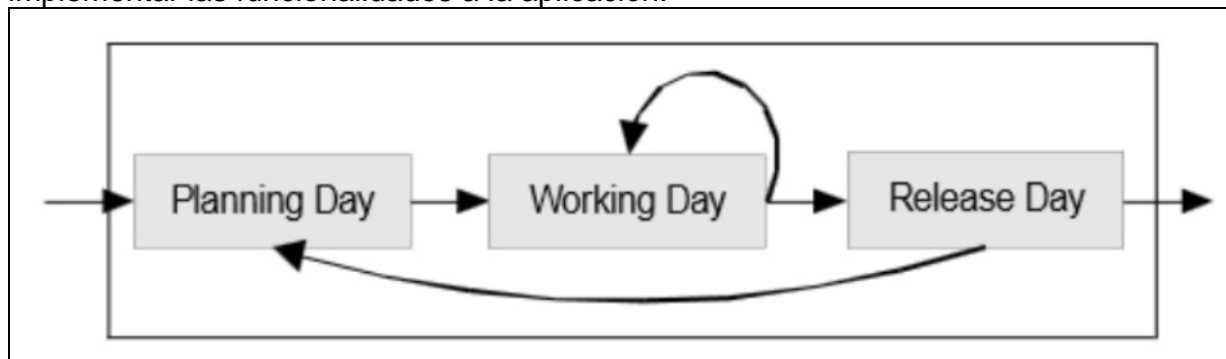 implementar las funcionalidades a la aplicación.
Planning Day
Working Day
Release Day